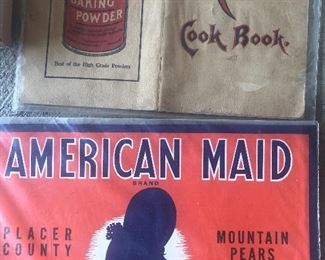 BAKING
POWDER
Best of the High Grade Powders
Cook Book.
AMERICAN MAID
BRAND
PLACER
COUNTY
MOUNTAIN
PEARS